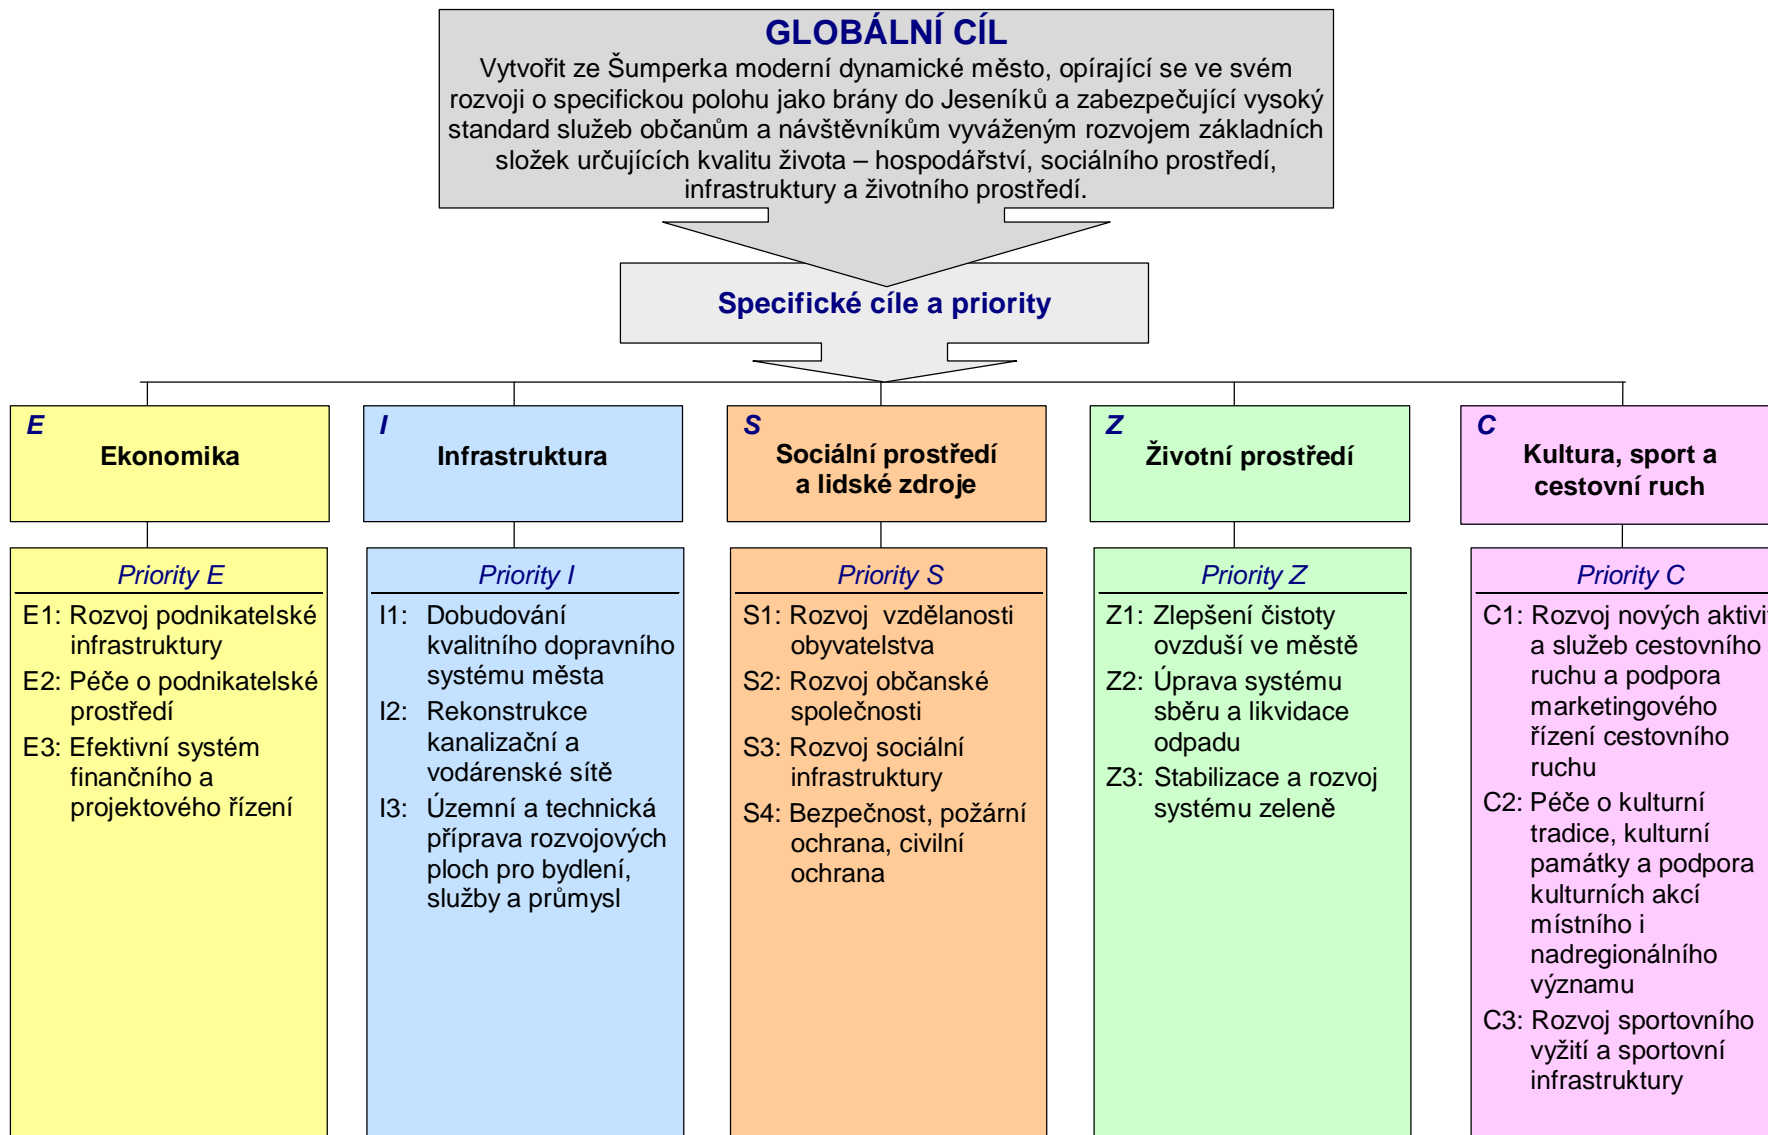 GLOBÁLNÍ CÍL
Vytvořit ze Šumperka moderní dynamické město, opírající se ve svém
rozvoji o specifickou polohu jako brány do Jeseníků a zabezpečující vysoký
standard služeb občanům a návštěvníkům vyváženým rozvojem základních
složek určujících kvalitu života – hospodářství, sociálního prostředí,
infrastruktury a životního prostředí.
Specifické cíle a priority
E
Ekonomika
I
Infrastruktura
S
Sociální prostředí
a lidské zdroje
Z
Životní prostředí
C
Kultura, sport a
cestovní ruch
Priority E
E1: Rozvoj podnikatelské
infrastruktury
E2: Péče o podnikatelské
prostředí
E3: Efektivní systém
finančního a
projektového řízení
Priority I
I1: Dobudování
kvalitního dopravního
systému města
I2: Rekonstrukce
kanalizační a
vodárenské sítě
I3: Územní a technická
příprava rozvojových
ploch pro bydlení,
služby a průmysl
Priority S
S1: Rozvoj vzdělanosti
obyvatelstva
S2: Rozvoj občanské
společnosti
S3: Rozvoj sociální
infrastruktury
S4: Bezpečnost, požární
ochrana, civilní
ochrana
Priority Z
Z1: Zlepšení čistoty
ovzduší ve městě
Z2: Úprava systému
sběru a likvidace
odpadu
Z3: Stabilizace a rozvoj
systému zeleně
Priority C
C1: Rozvoj nových aktivit
a služeb cestovního
ruchu a podpora
marketingového
řízení cestovního
ruchu
C2: Péče o kulturní
tradice, kulturní
památky a podpora
kulturních akcí
místního i
nadregionálního
významu
C3: Rozvoj sportovního
vyžití a sportovní
infrastruktury